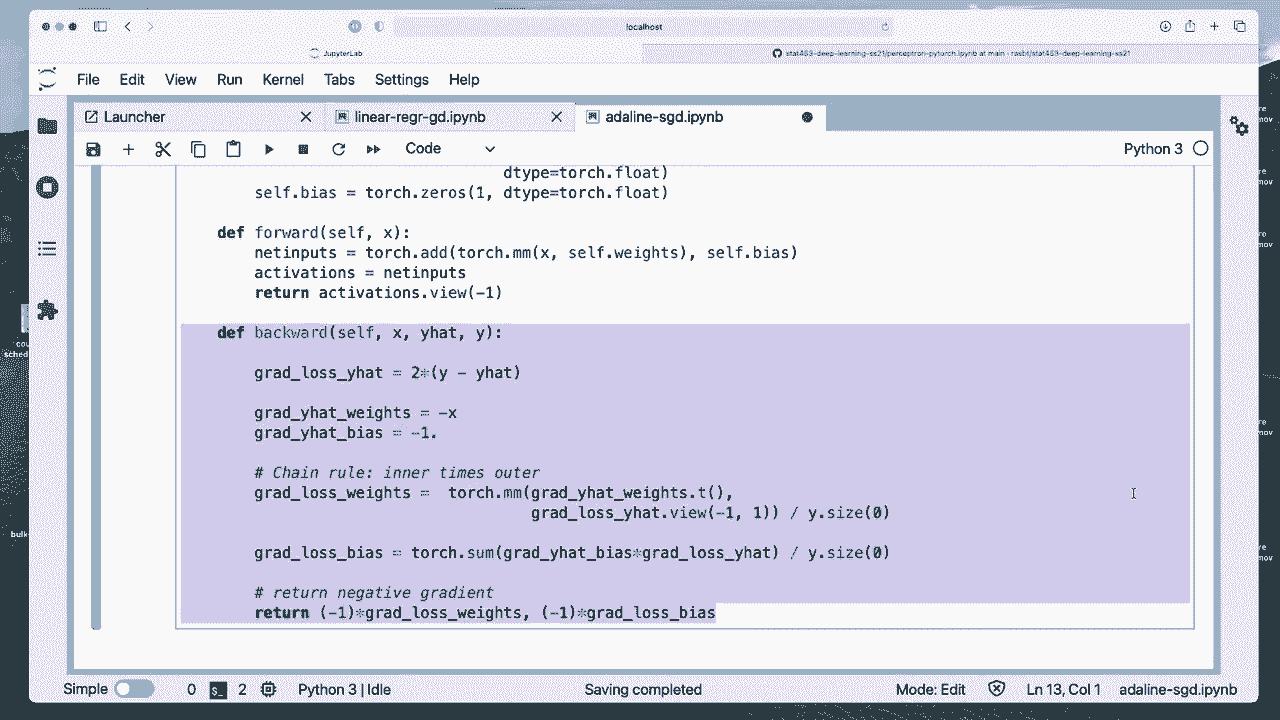 localhost
JupyterLab
stat453-deep-learning-ss21/perceptron-pytorch.ipynb at main · rasbt/stat453-deep-learning-ss21
File Edit View Run Kernel Tabs Settings Help
Launcher linear-regr-gd.ipynb adaline-sgd.ipynb
Code Python 3
dtype=torch.float)
self.bias = torch.zeros(1, dtype=torch.float)
def forward(self, x):
netinputs = torch.add(torch.mm(x, self.weights), self.bias)
activations = netinputs
return activations.view(-1)
def backward(self, x, yhat, y):
grad_loss_yhat = 2*(y - yhat)
grad_yhat_weights = -x
grad_yhat_bias = -1.
# Chain rule: inner times outer
grad_loss_weights =  torch.mm(grad_yhat_weights.t(),
grad_loss_yhat.view(-1, 1)) / y.size(0)
grad_loss_bias = torch.sum(grad_yhat_bias*grad_loss_yhat) / y.size(0)
# return negative gradient
return (-1)*grad_loss_weights, (-1)*grad_loss_bias
Simple 0 2 Python 3 | Idle Saving completed Mode: Edit Ln 13, Col 1 adaline-sgd.ipynb